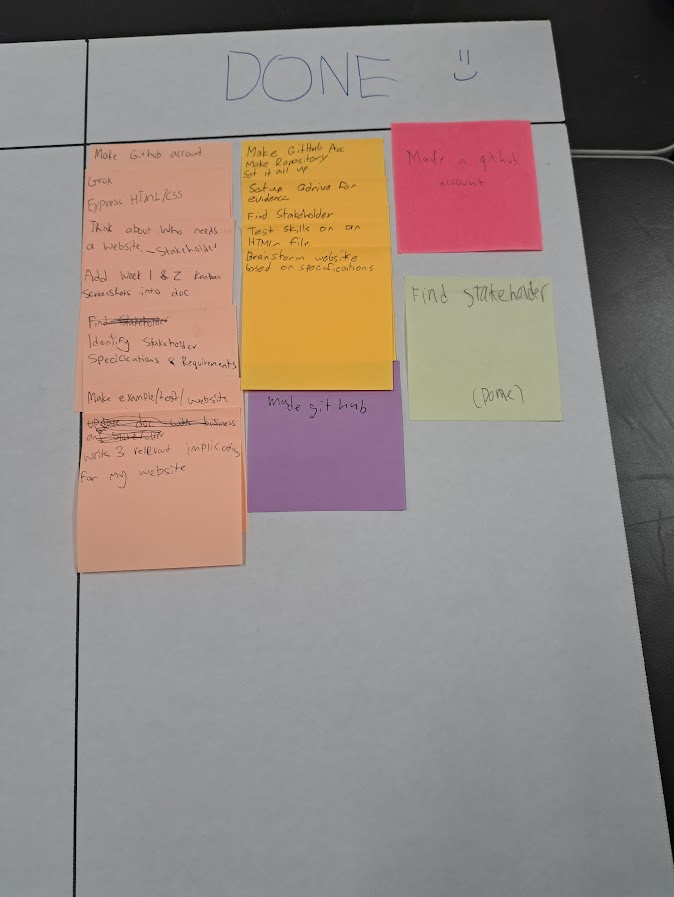 DONE
Make Github account
Grok
Express HTML/CSS
Think about Who needs
a website ~Stakeholder
Add Week 1 & 2 Kanban
Screenshots into doc
Find Stakeholder
Identify Stakeholder
Specicications & Requirements
Make example/test/website
update doc with business
and Stakeholder
write 3 relevant implications
for my website
Make GitHub Acc
Make Repository
Set it all up
Setup Gdrive for
evidence
Find Stakeholder
Test skills on an
HTML file
Branstorm website
based on specifications
made git hub
Made a github
account
Find Stakeholder
(Done)